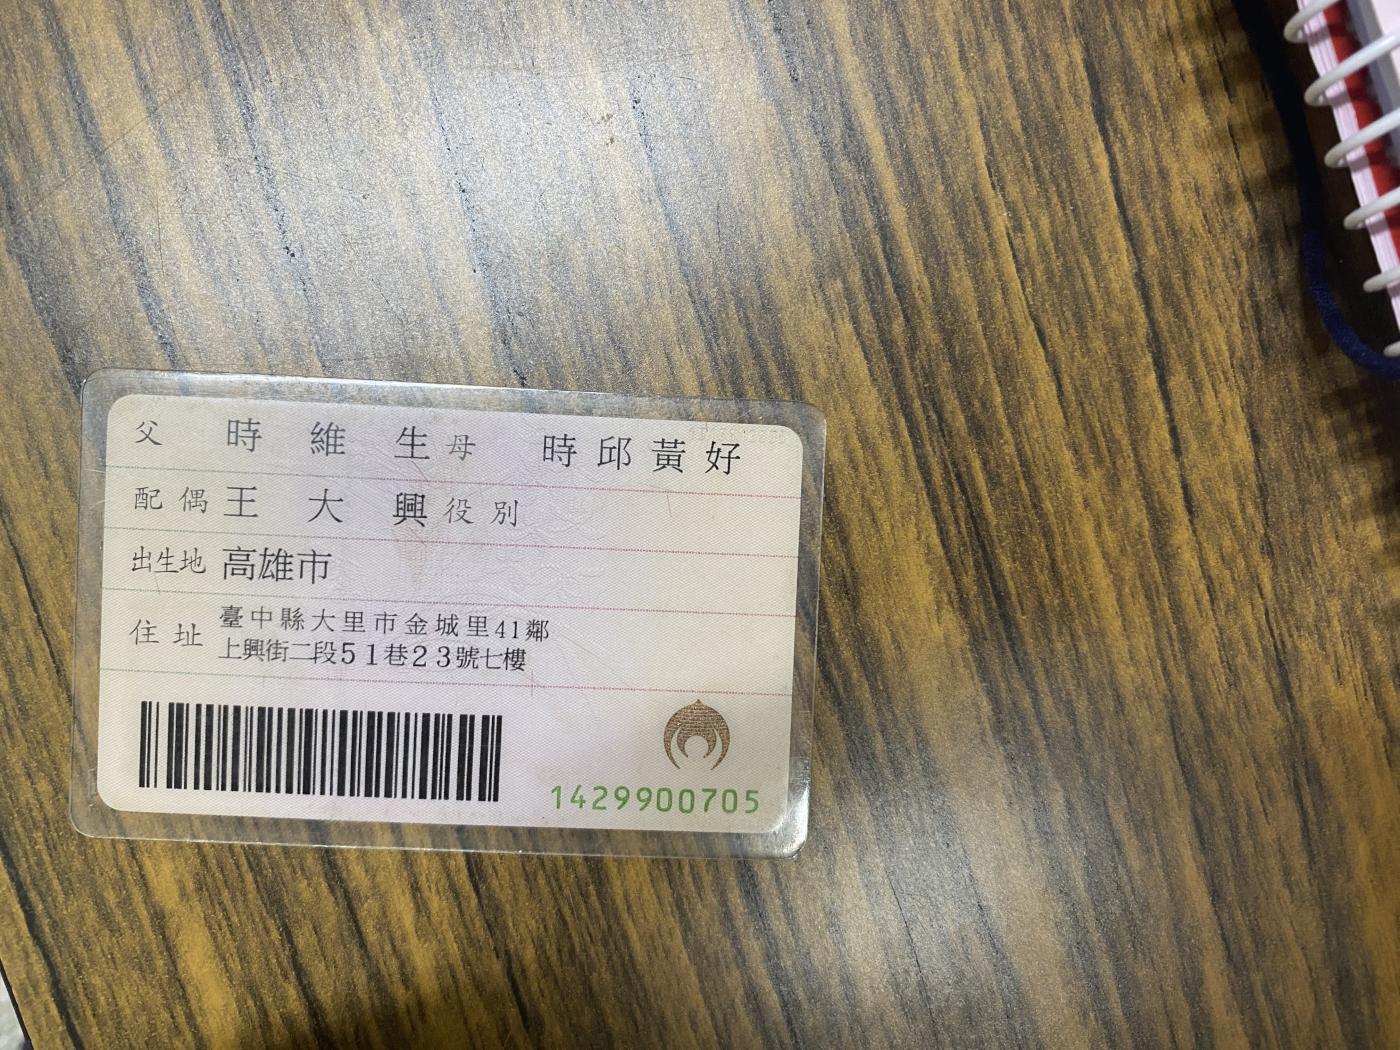 父 時維生 母 時邱黃好
配偶 王大興 役別
出生地 高雄市
住址 臺中縣大里市金城里41鄰
上興街二段51巷23號七樓
1429900705